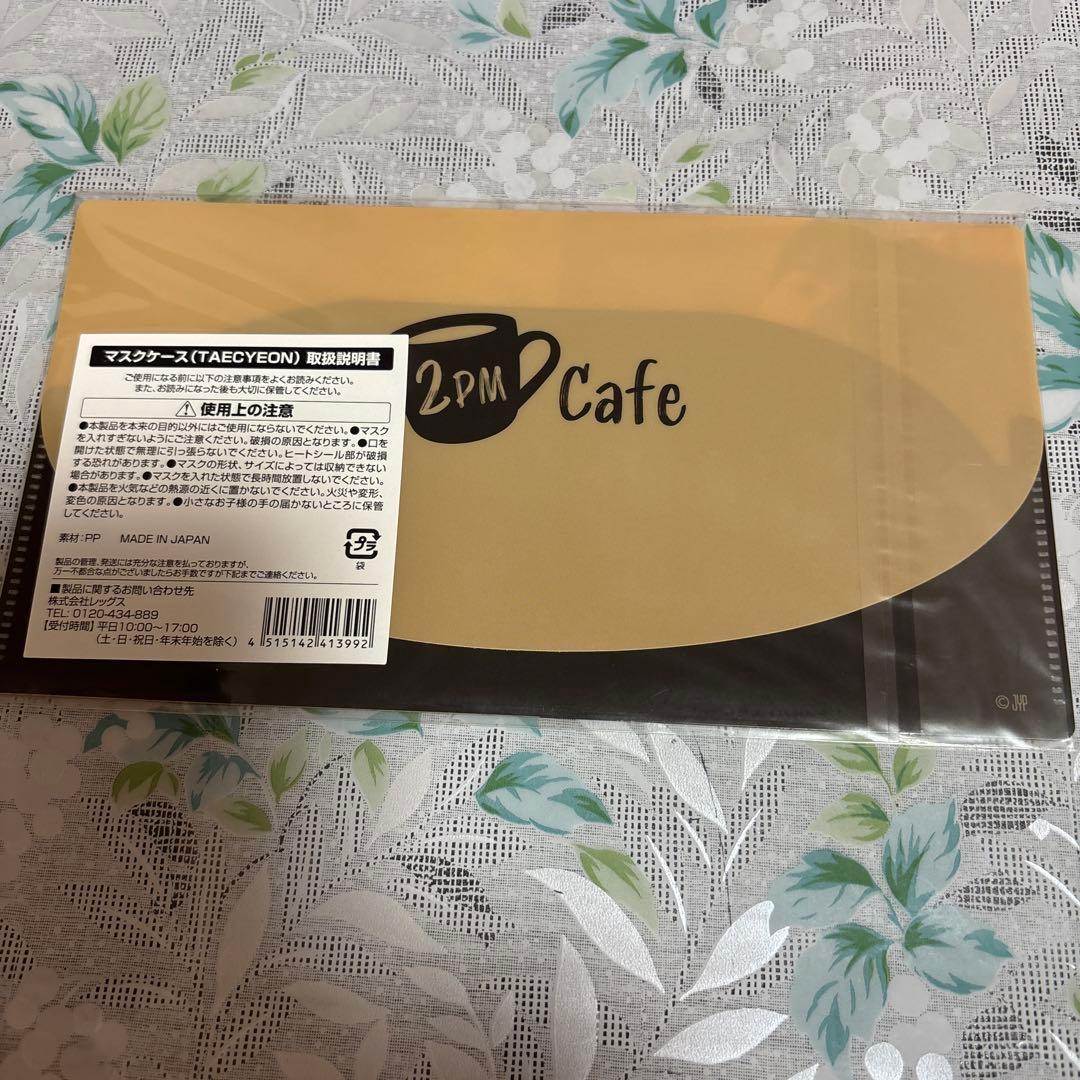 マスクケース(TAECYEON)取扱説明書
ご使用になる前に以下の注意事項をよくお読みください。
また、お読みになった後も大切に保管してください。
⚠ 使用上の注意
●本製品を本来の目的以外にはご使用にならないでください。●マスク
を入れすぎないようにご注意ください。破損の原因となります。●口を
開けた状態で無理に引っ張らないでください。ヒートシール部が破損
する恐れがあります。●マスクの形状、サイズによっては収納できない
場合があります。●マスクを入れた状態で長時間放置しないでください。
●本製品を火気などの熱源の近くに置かないでください。火災や変形、
変色の原因となります。●小さなお子様の手の届かないところに保管
してください。
素材:PP MADE IN JAPAN
プラ
袋
製品の管理、発送には充分な注意を払っておりますが、
万一不都合な点がございましたらお手数ですが下記までご連絡ください。
■製品に関するお問い合わせ先
株式会社レッグス
TEL: 0120-434-889
【受付時間】平日10:00〜17:00
(土・日・祝日・年末年始を除く)
4 515142 413992
2PM Cafe
© JYP